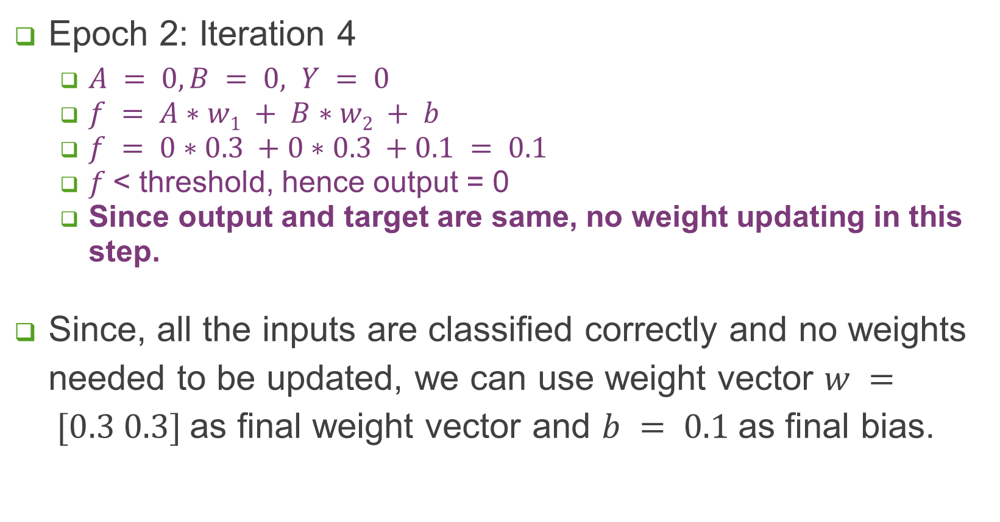 Epoch 2: Iteration 4
A = 0, B = 0, Y = 0
f = A ∗ w₁ + B ∗ w₂ + b
f = 0 ∗ 0.3 + 0 ∗ 0.3 + 0.1 = 0.1
f < threshold, hence output = 0
Since output and target are same, no weight updating in this
step.
Since, all the inputs are classified correctly and no weights
needed to be updated, we can use weight vector w =
[0.3 0.3] as final weight vector and b = 0.1 as final bias.